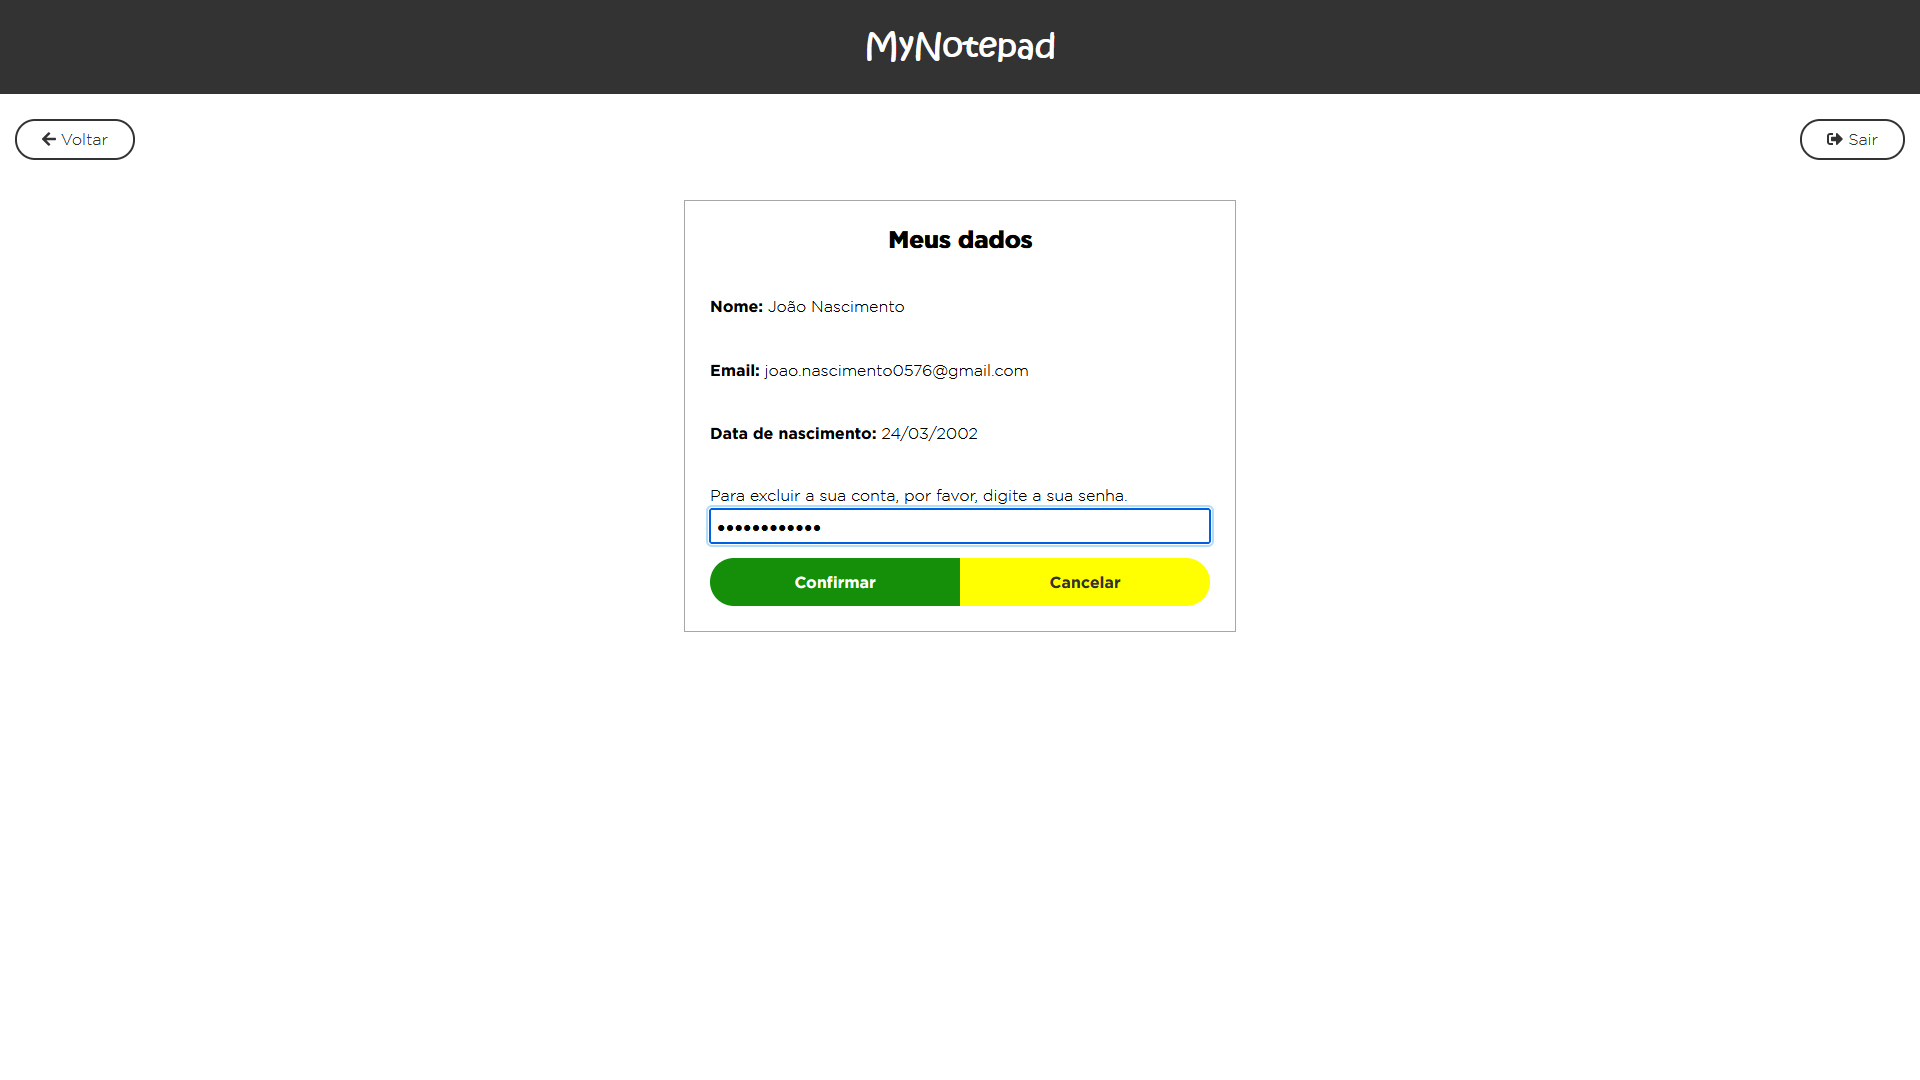 MyNotepad
Voltar
Sair
Meus dados
Nome: João Nascimento
Email: joao.nascimento0576@gmail.com
Data de nascimento: 24/03/2002
Para excluir a sua conta, por favor, digite a sua senha.
••••••••••••
Confirmar
Cancelar